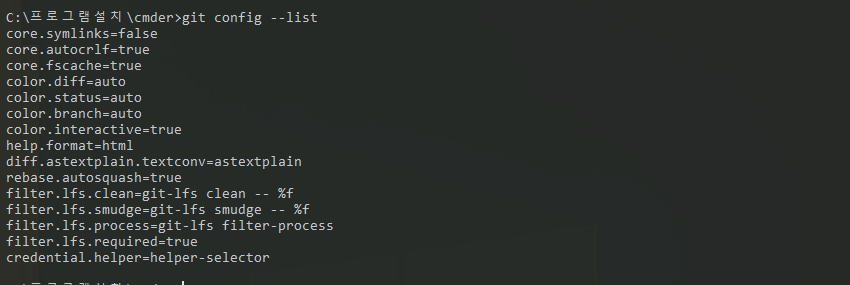 C:\프로그램설치\cmder>git config --list
core.symlinks=false
core.autocrlf=true
core.fscache=true
color.diff=auto
color.status=auto
color.branch=auto
color.interactive=true
help.format=html
diff.astextplain.textconv=astextplain
rebase.autosquash=true
filter.lfs.clean=git-lfs clean -- %f
filter.lfs.smudge=git-lfs smudge -- %f
filter.lfs.process=git-lfs filter-process
filter.lfs.required=true
credential.helper=helper-selector